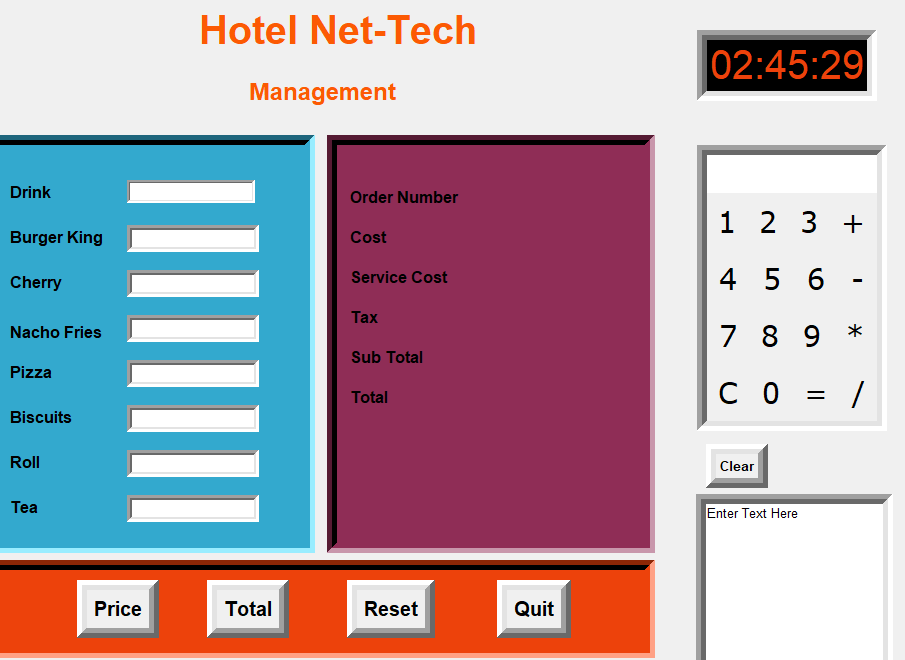 Hotel Net-Tech
Management
02:45:29
Drink
Burger King
Cherry
Nacho Fries
Pizza
Biscuits
Roll
Tea
Order Number
Cost
Service Cost
Tax
Sub Total
Total
1 2 3 +
4 5 6 -
7 8 9 *
C 0 = /
Clear
Enter Text Here
Price Total Reset Quit